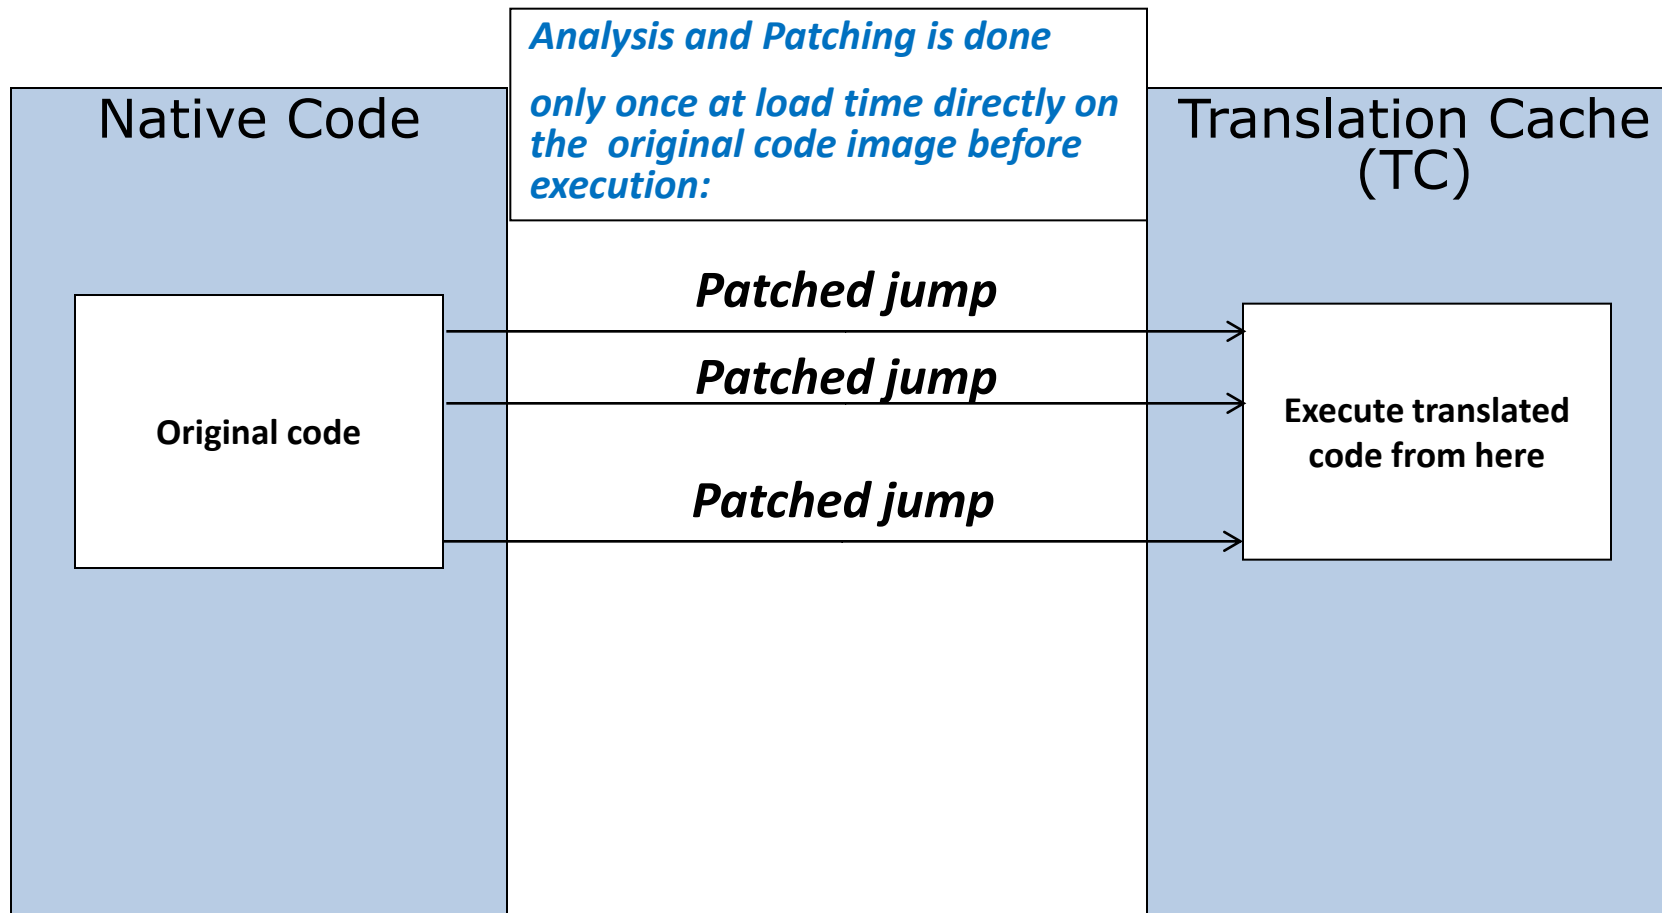 Analysis and Patching is done
only once at load time directly on
the original code image before
execution:
Native Code
Translation Cache
(TC)
Patched jump
Patched jump
Patched jump
Original code
Execute translated
code from here